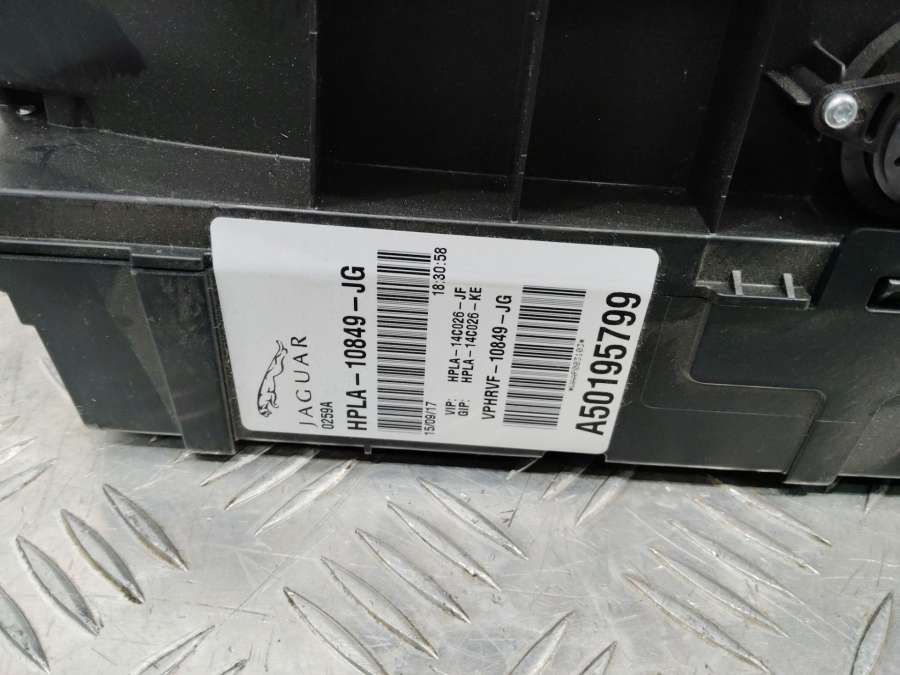 JAGUAR
0259A
HPLA-10849-JG
15/09/17 18:30:58
VIP: HPLA-14C026-JF
GIP: HPLA-14C026-KE
VPHRVF-10849-JG
A50195799